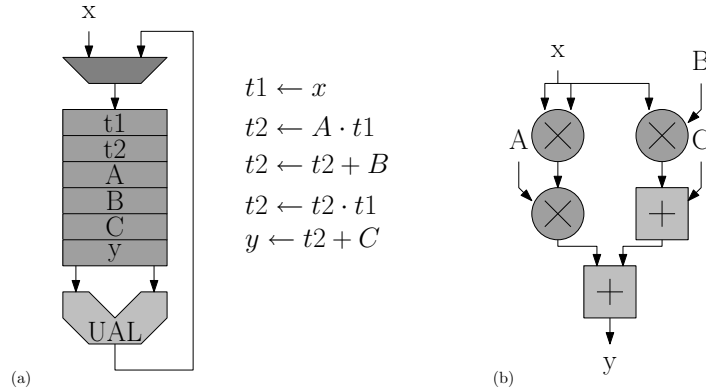 x
t1
t2
A
B
C
y
UAL
(a)
t1 ← x
t2 ← A · t1
t2 ← t2 + B
t2 ← t2 · t1
y ← t2 + C
x
B
A
C
y
(b)